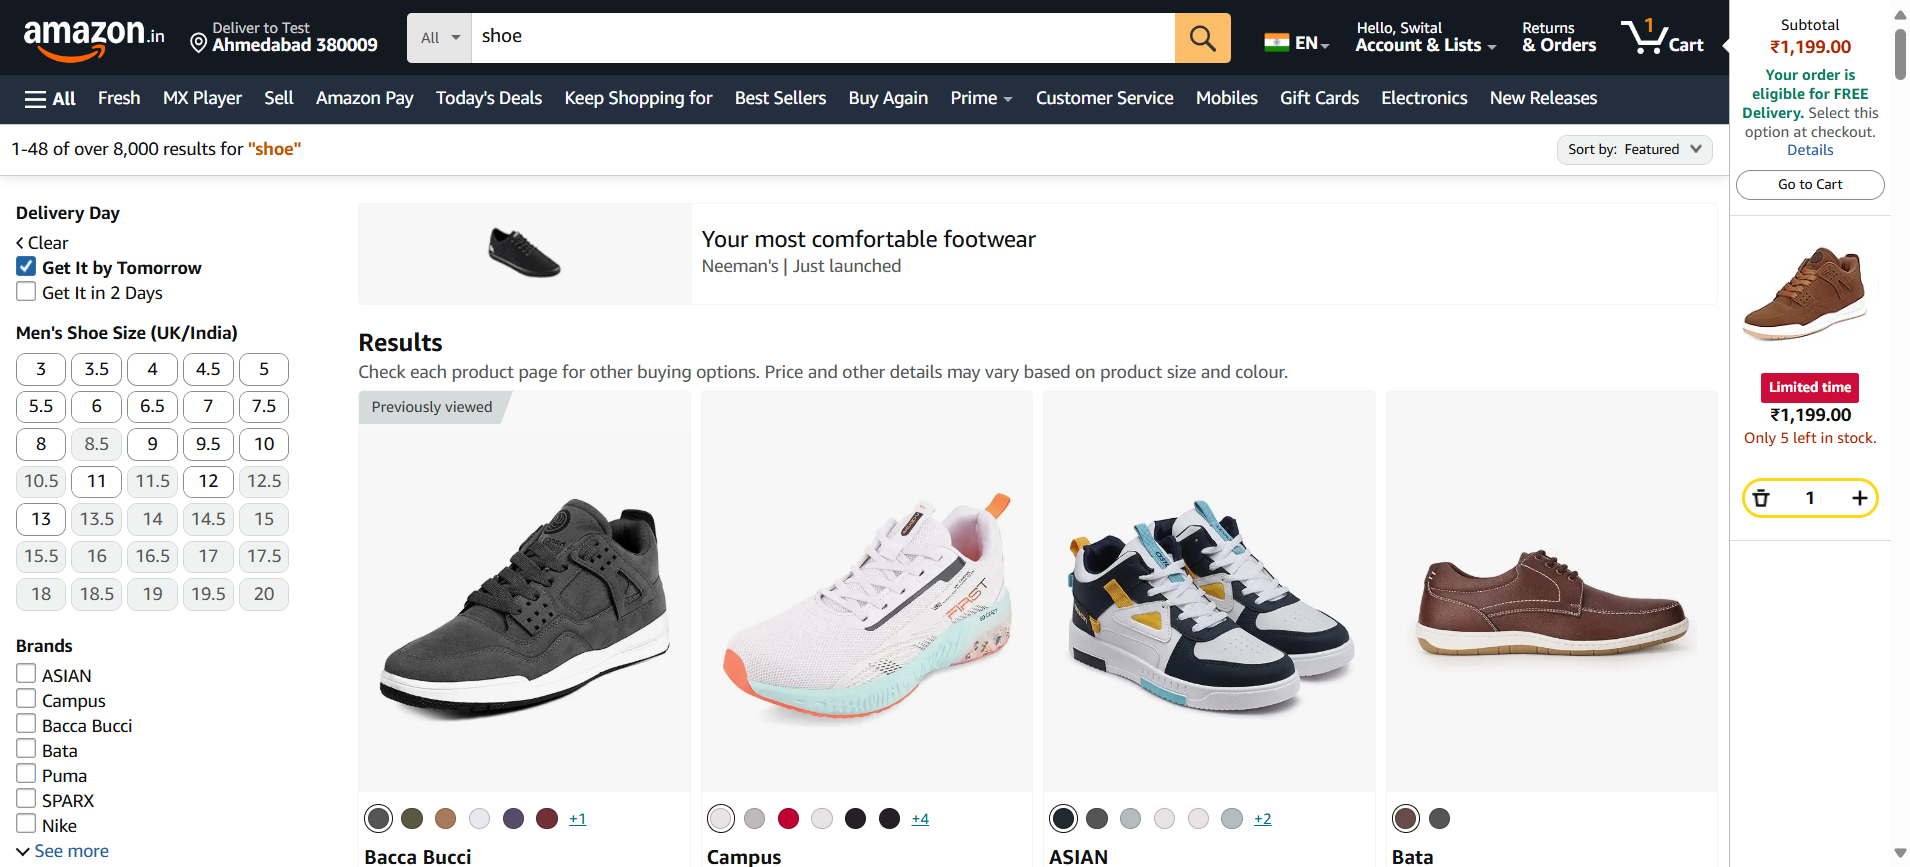 amazon.in
Deliver to Test
Ahmedabad 380009
All
shoe
EN
Hello, Swital
Account & Lists
Returns
& Orders
1
Cart
All
Fresh
MX Player
Sell
Amazon Pay
Today's Deals
Keep Shopping for
Best Sellers
Buy Again
Prime
Customer Service
Mobiles
Gift Cards
Electronics
New Releases
1-48 of over 8,000 results for "shoe"
Sort by: Featured
Delivery Day
Clear
Get It by Tomorrow
Get It in 2 Days
Men's Shoe Size (UK/India)
3 3.5 4 4.5 5
5.5 6 6.5 7 7.5
8 8.5 9 9.5 10
10.5 11 11.5 12 12.5
13 13.5 14 14.5 15
15.5 16 16.5 17 17.5
18 18.5 19 19.5 20
Brands
ASIAN
Campus
Bacca Bucci
Bata
Puma
SPARX
Nike
See more
Your most comfortable footwear
Neeman's | Just launched
Results
Check each product page for other buying options. Price and other details may vary based on product size and colour.
Previously viewed
FIRST
+1
Bacca Bucci
+4
Campus
+2
ASIAN
Bata
Subtotal
₹1,199.00
Your order is
eligible for FREE
Delivery. Select this
option at checkout.
Details
Go to Cart
Limited time
₹1,199.00
Only 5 left in stock.
1